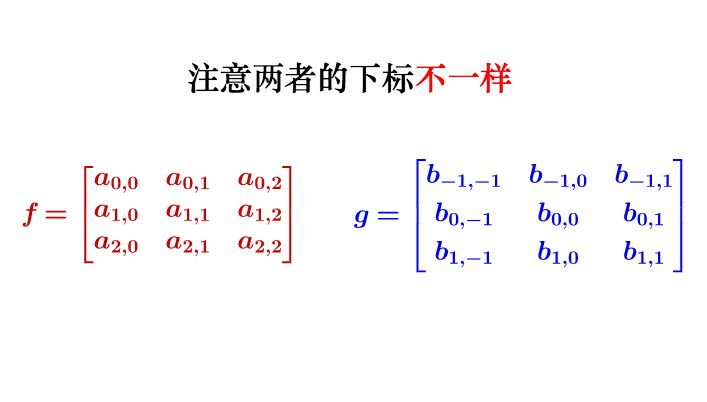 注意两者的下标不一样
f = [a_{0,0} a_{0,1} a_{0,2}
a_{1,0} a_{1,1} a_{1,2}
a_{2,0} a_{2,1} a_{2,2}]
g = [b_{-1,-1} b_{-1,0} b_{-1,1}
b_{0,-1} b_{0,0} b_{0,1}
b_{1,-1} b_{1,0} b_{1,1}]